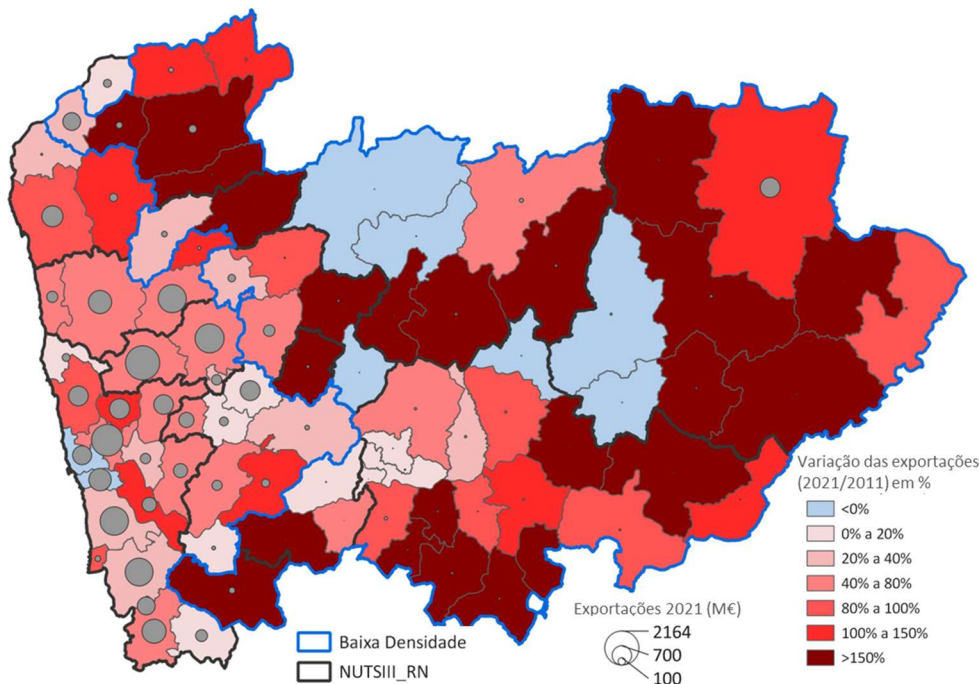 Variação das exportações
(2021/2011) em %
<0%
0% a 20%
20% a 40%
40% a 80%
80% a 100%
100% a 150%
>150%
Exportações 2021 (M€)
2164
700
100
Baixa Densidade
NUTSIII_RN